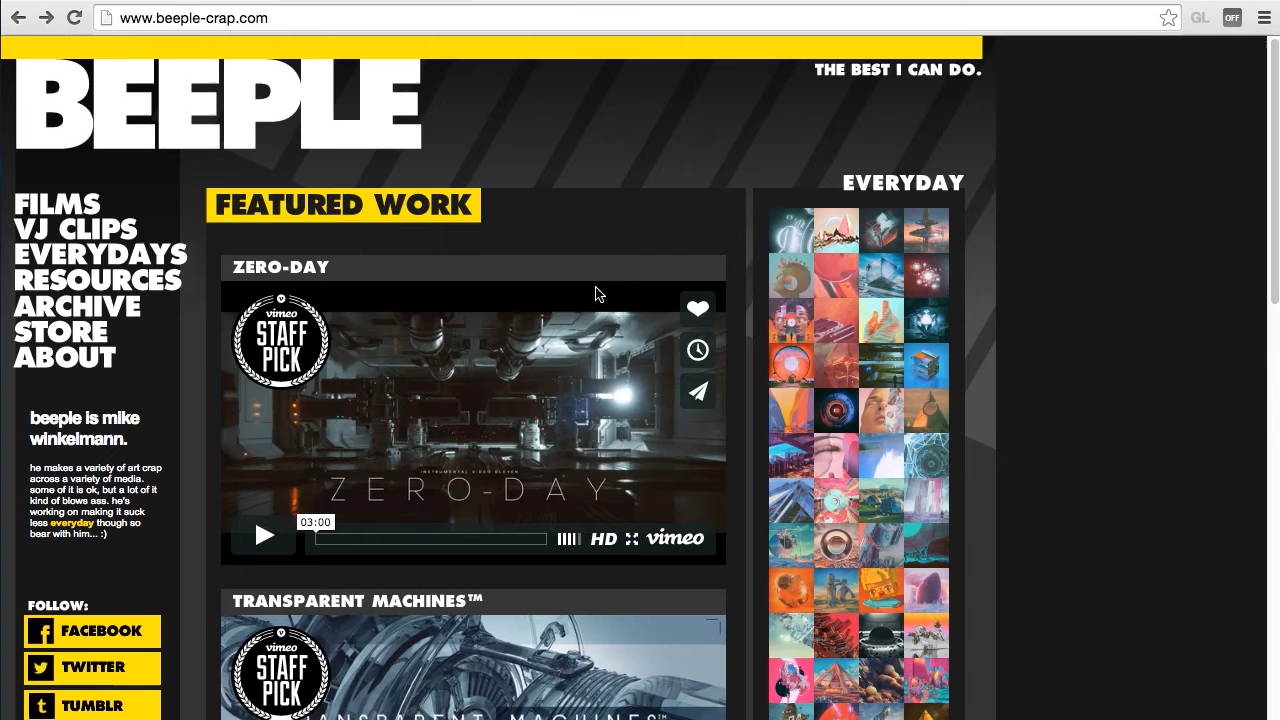 www.beeple-crap.com
GL
OFF
THE BEST I CAN DO.
BEEPLE
FILMS
VJ CLIPS
EVERYDAYS
RESOURCES
ARCHIVE
STORE
ABOUT
beeple is mike
winkelmann.
he makes a variety of art crap
across a variety of media.
some of it is ok, but a lot of it
kind of blows ass. he's
working on making it suck
less everyday though so
bear with him... :)
FOLLOW:
f FACEBOOK
TWITTER
t TUMBLR
FEATURED WORK
ZERO-DAY
V
vimeo
STAFF
PICK
INSTRUMENTAL VIDEO ELEVEN
ZERO-DAY
03:00
HD vimeo
TRANSPARENT MACHINES™
V
vimeo
STAFF
PICK
TRANSPARENT MACHINES™
EVERYDAY